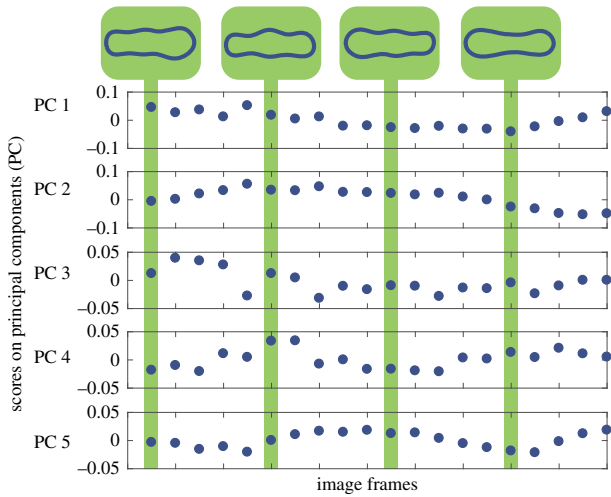 scores on principal components (PC)
PC 1
0.1
0
–0.1
PC 2
0.1
0
–0.1
PC 3
0.05
0
–0.05
PC 4
0.05
0
–0.05
PC 5
0.05
0
–0.05
image frames